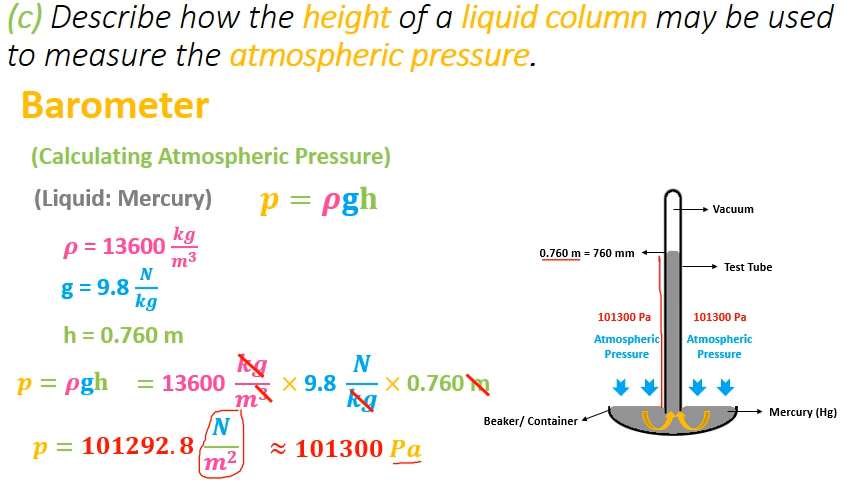 (c) Describe how the height of a liquid column may be used
to measure the atmospheric pressure.
Barometer
(Calculating Atmospheric Pressure)
(Liquid: Mercury) p = ρgh
ρ = 13600 kg/m³
g = 9.8 N/kg
h = 0.760 m
p = ρgh = 13600 kg/m³ × 9.8 N/kg × 0.760 m
p = 101292.8 N/m² ≈ 101300 Pa
Vacuum
0.760 m = 760 mm
Test Tube
101300 Pa 101300 Pa
Atmospheric Atmospheric
Pressure Pressure
Beaker/ Container
Mercury (Hg)